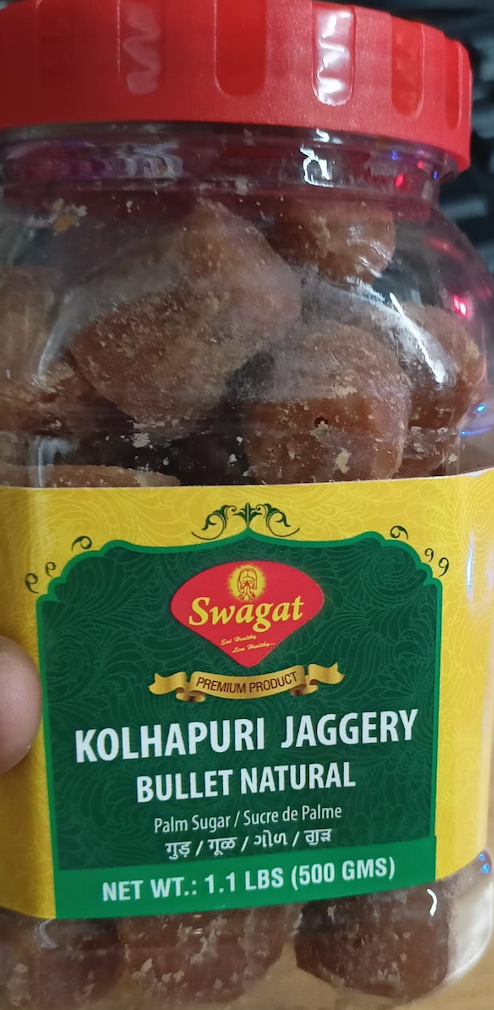 Swagat
Eat Healthy
Live Healthy...
PREMIUM PRODUCT
KOLHAPURI JAGGERY
BULLET NATURAL
Palm Sugar / Sucre de Palme
गुड़ / गूळ / ગોળ / ਗੁੜ
NET WT.: 1.1 LBS (500 GMS)